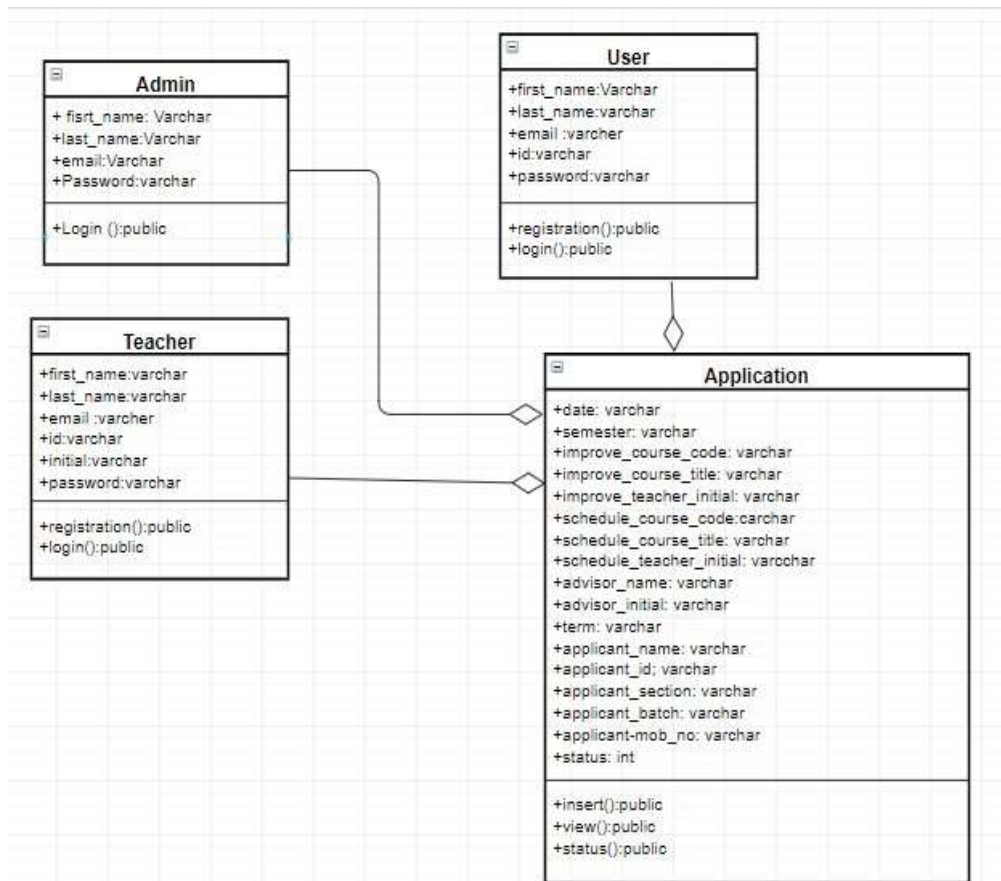 Admin
+ fisrt_name: Varchar
+last_name:Varchar
+email:Varchar
+Password:varchar
+Login ():public
User
+first_name:Varchar
+last_name:varchar
+email :varcher
+id:varchar
+password:varchar
+registration():public
+login():public
Teacher
+first_name:varchar
+last_name:varchar
+email :varcher
+id:varchar
+initial:varchar
+password:varchar
+registration():public
+login():public
Application
+date: varchar
+semester: varchar
+improve_course_code: varchar
+improve_course_title: varchar
+improve_teacher_initial: varchar
+schedule_course_code:carchar
+schedule_course_title: varchar
+schedule_teacher_initial: varcchar
+advisor_name: varchar
+advisor_initial: varchar
+term: varchar
+applicant_name: varchar
+applicant_id; varchar
+applicant_section: varchar
+applicant_batch: varchar
+applicant-mob_no: varchar
+status: int
+insert():public
+view():public
+status():public